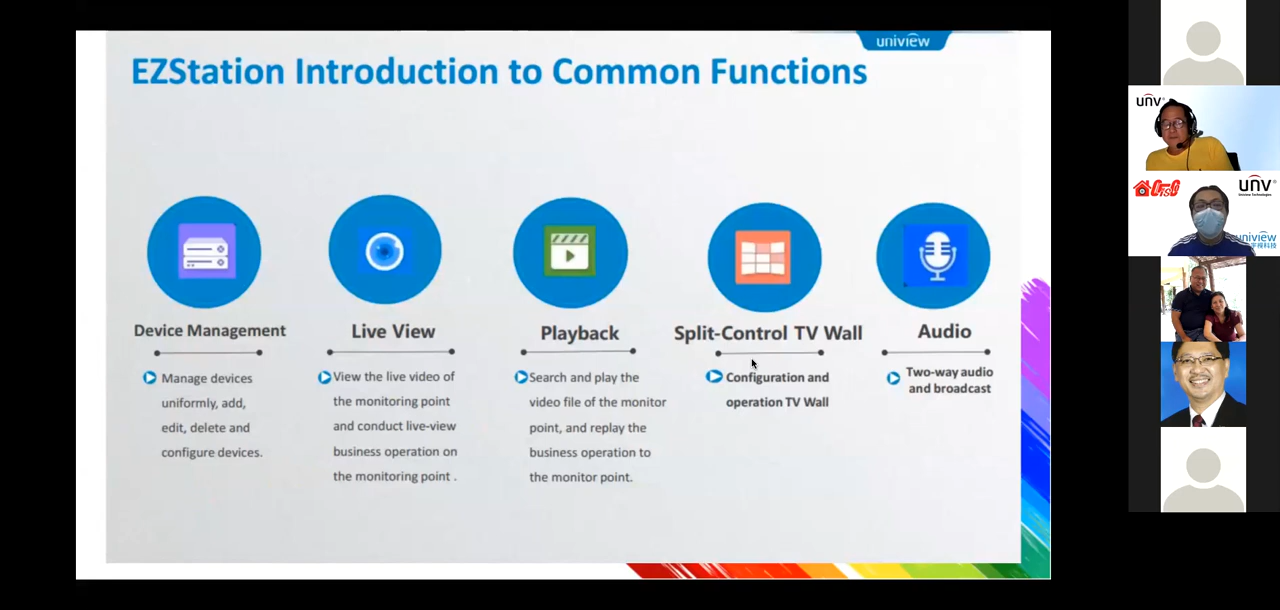 uniview
EZStation Introduction to Common Functions
Device Management
Manage devices
uniformly, add,
edit, delete and
configure devices.
Live View
View the live video of
the monitoring point
and conduct live-view
business operation on
the monitoring point .
Playback
Search and play the
video file of the monitor
point, and replay the
business operation to
the monitor point.
Split-Control TV Wall
Configuration and
operation TV Wall
Audio
Two-way audio
and broadcast
unv
unv
uniview